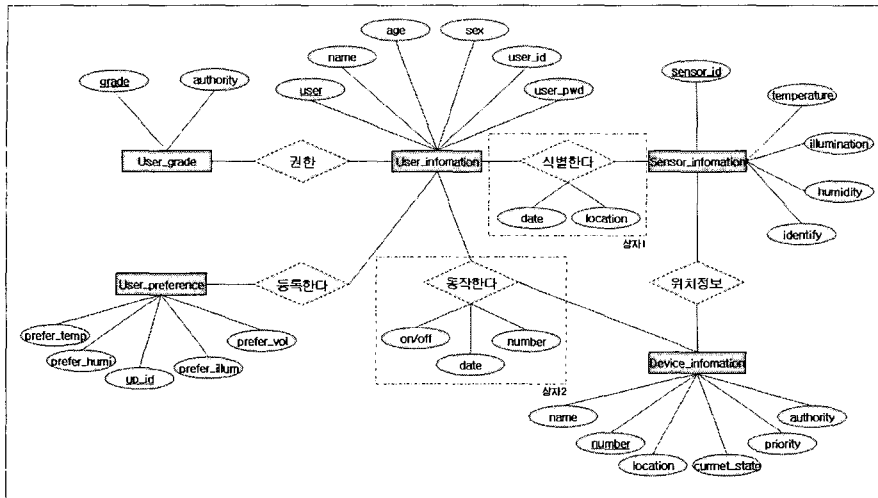 age
sex
name
user_id
user
user_pwd
grade
authority
sensor_id
temperature
illumination
humidity
identify
User_grade
권한
User_infomation
식별한다
Sensor_infomation
date
location
상자1
User_preference
등록한다
동작한다
위치정보
prefer_temp
prefer_humi
up_id
prefer_illum
prefer_vol
on/off
date
number
상자2
Device_infomation
name
number
location
curmet_state
priority
authority